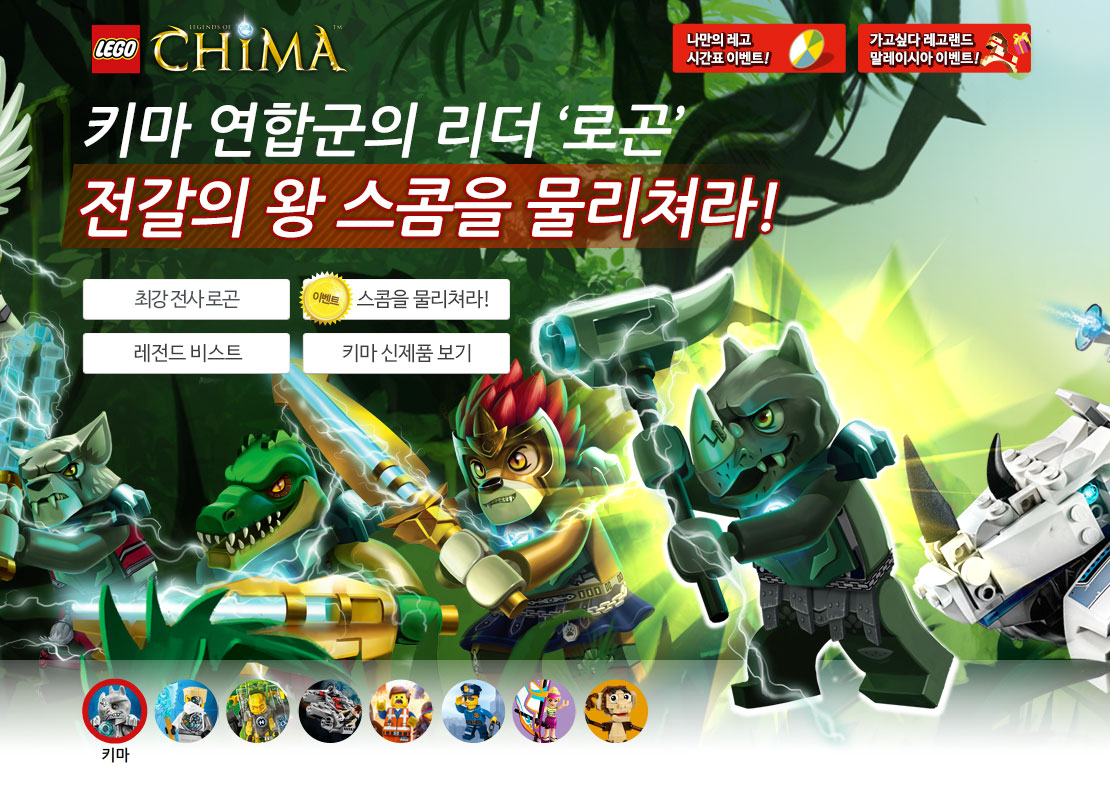 LEGO
LEGENDS OF
CHIMA™
나만의 레고
시간표 이벤트!
가고싶다 레고랜드
말레이시아 이벤트!
키마 연합군의 리더 ‘로곤’
전갈의 왕 스콤을 물리쳐라!
최강 전사 로곤
이벤트
스콤을 물리쳐라!
레전드 비스트
키마 신제품 보기
키마